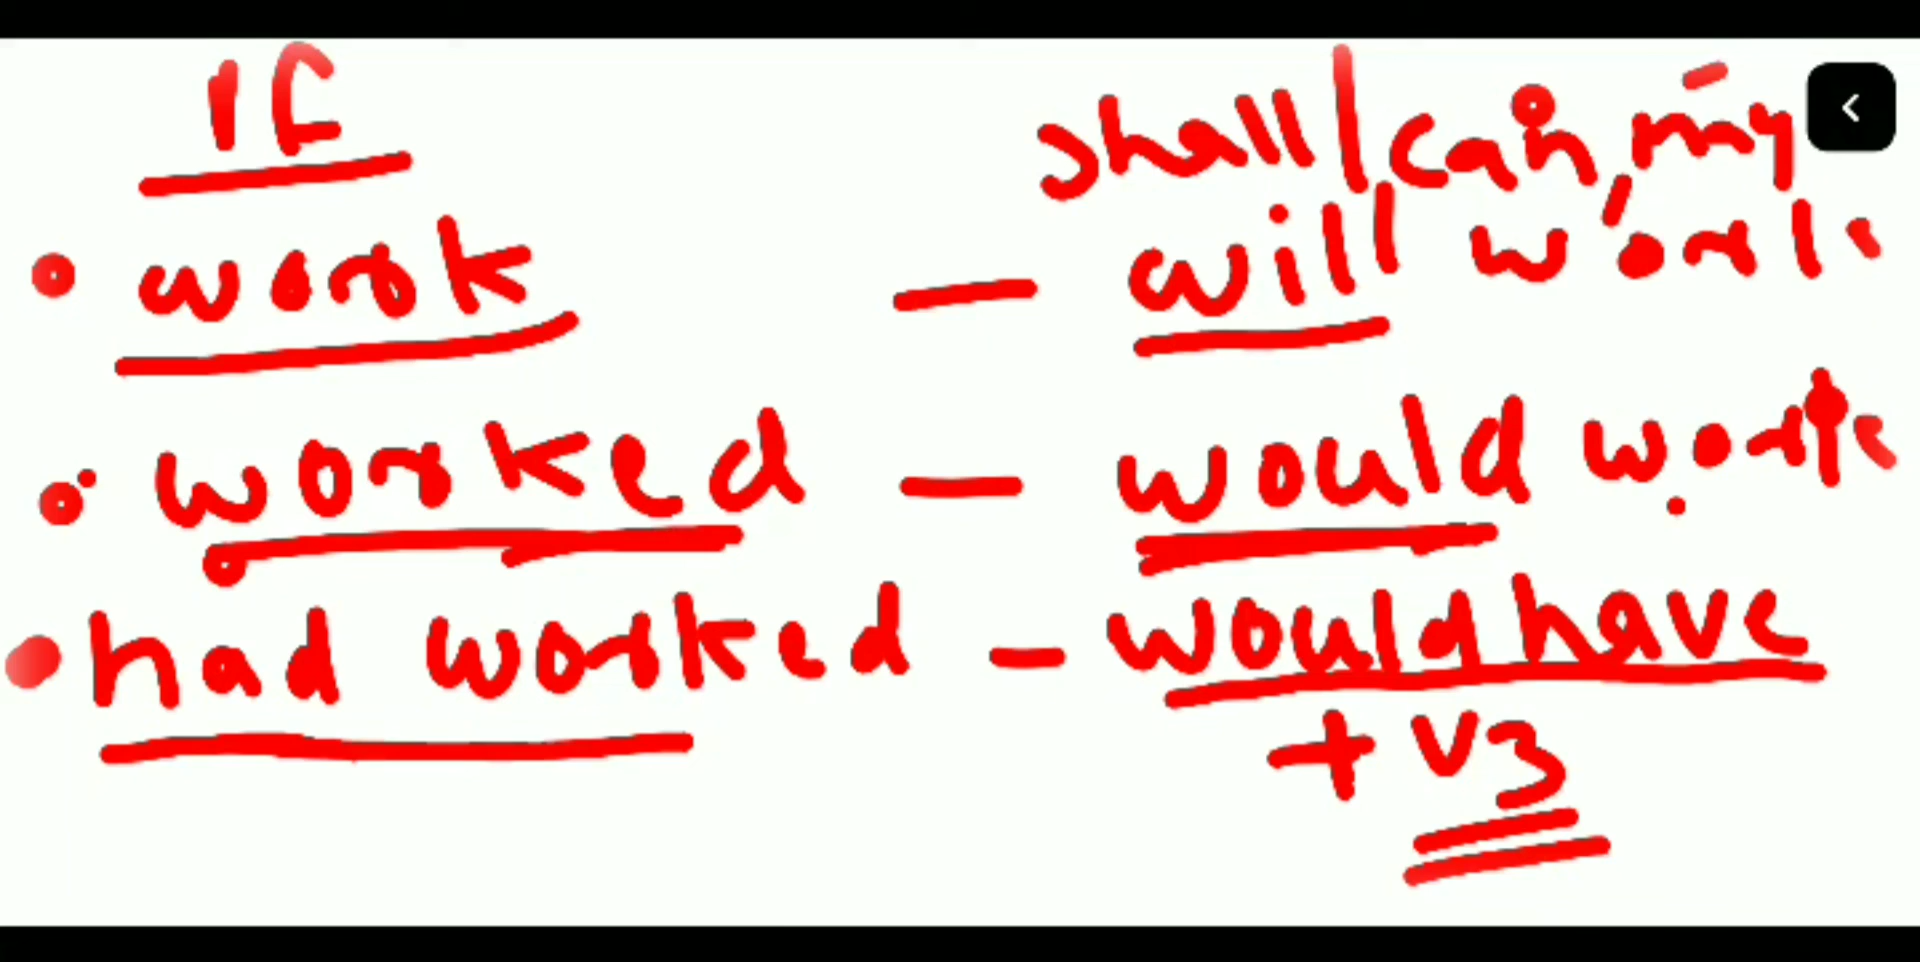 If
shall/can, may
work - will work
worked - would work
had worked - would have
+ V3